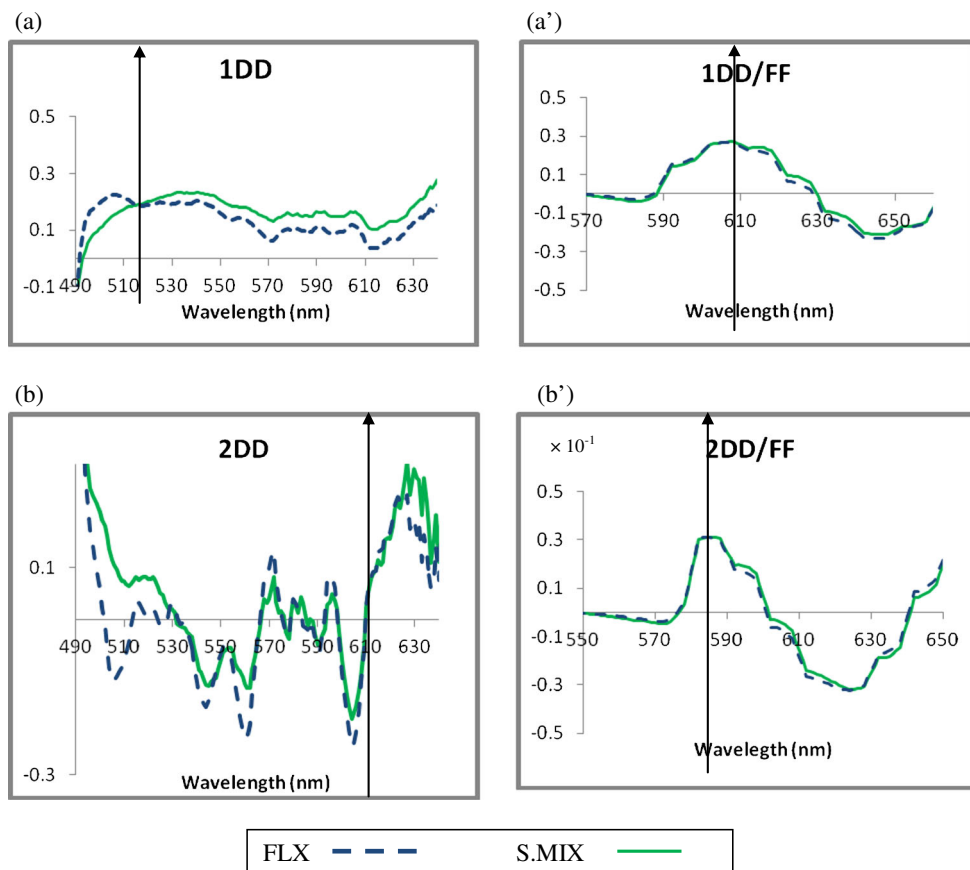 (a)
1DD
0.5
0.3
0.1
-0.1
490 510 530 550 570 590 610 630
Wavelength (nm)
(a’)
1DD/FF
0.5
0.3
0.1
-0.1
570 590 610 630 650
-0.3
-0.5
Wavelength (nm)
(b)
2DD
0.1
490 510 530 550 570 590 610 630
-0.3
Wavelength (nm)
(b’)
× 10-1
2DD/FF
0.5
0.3
0.1
-0.1
550 570 590 610 630 650
-0.3
-0.5
Wavelegth (nm)
FLX S.MIX